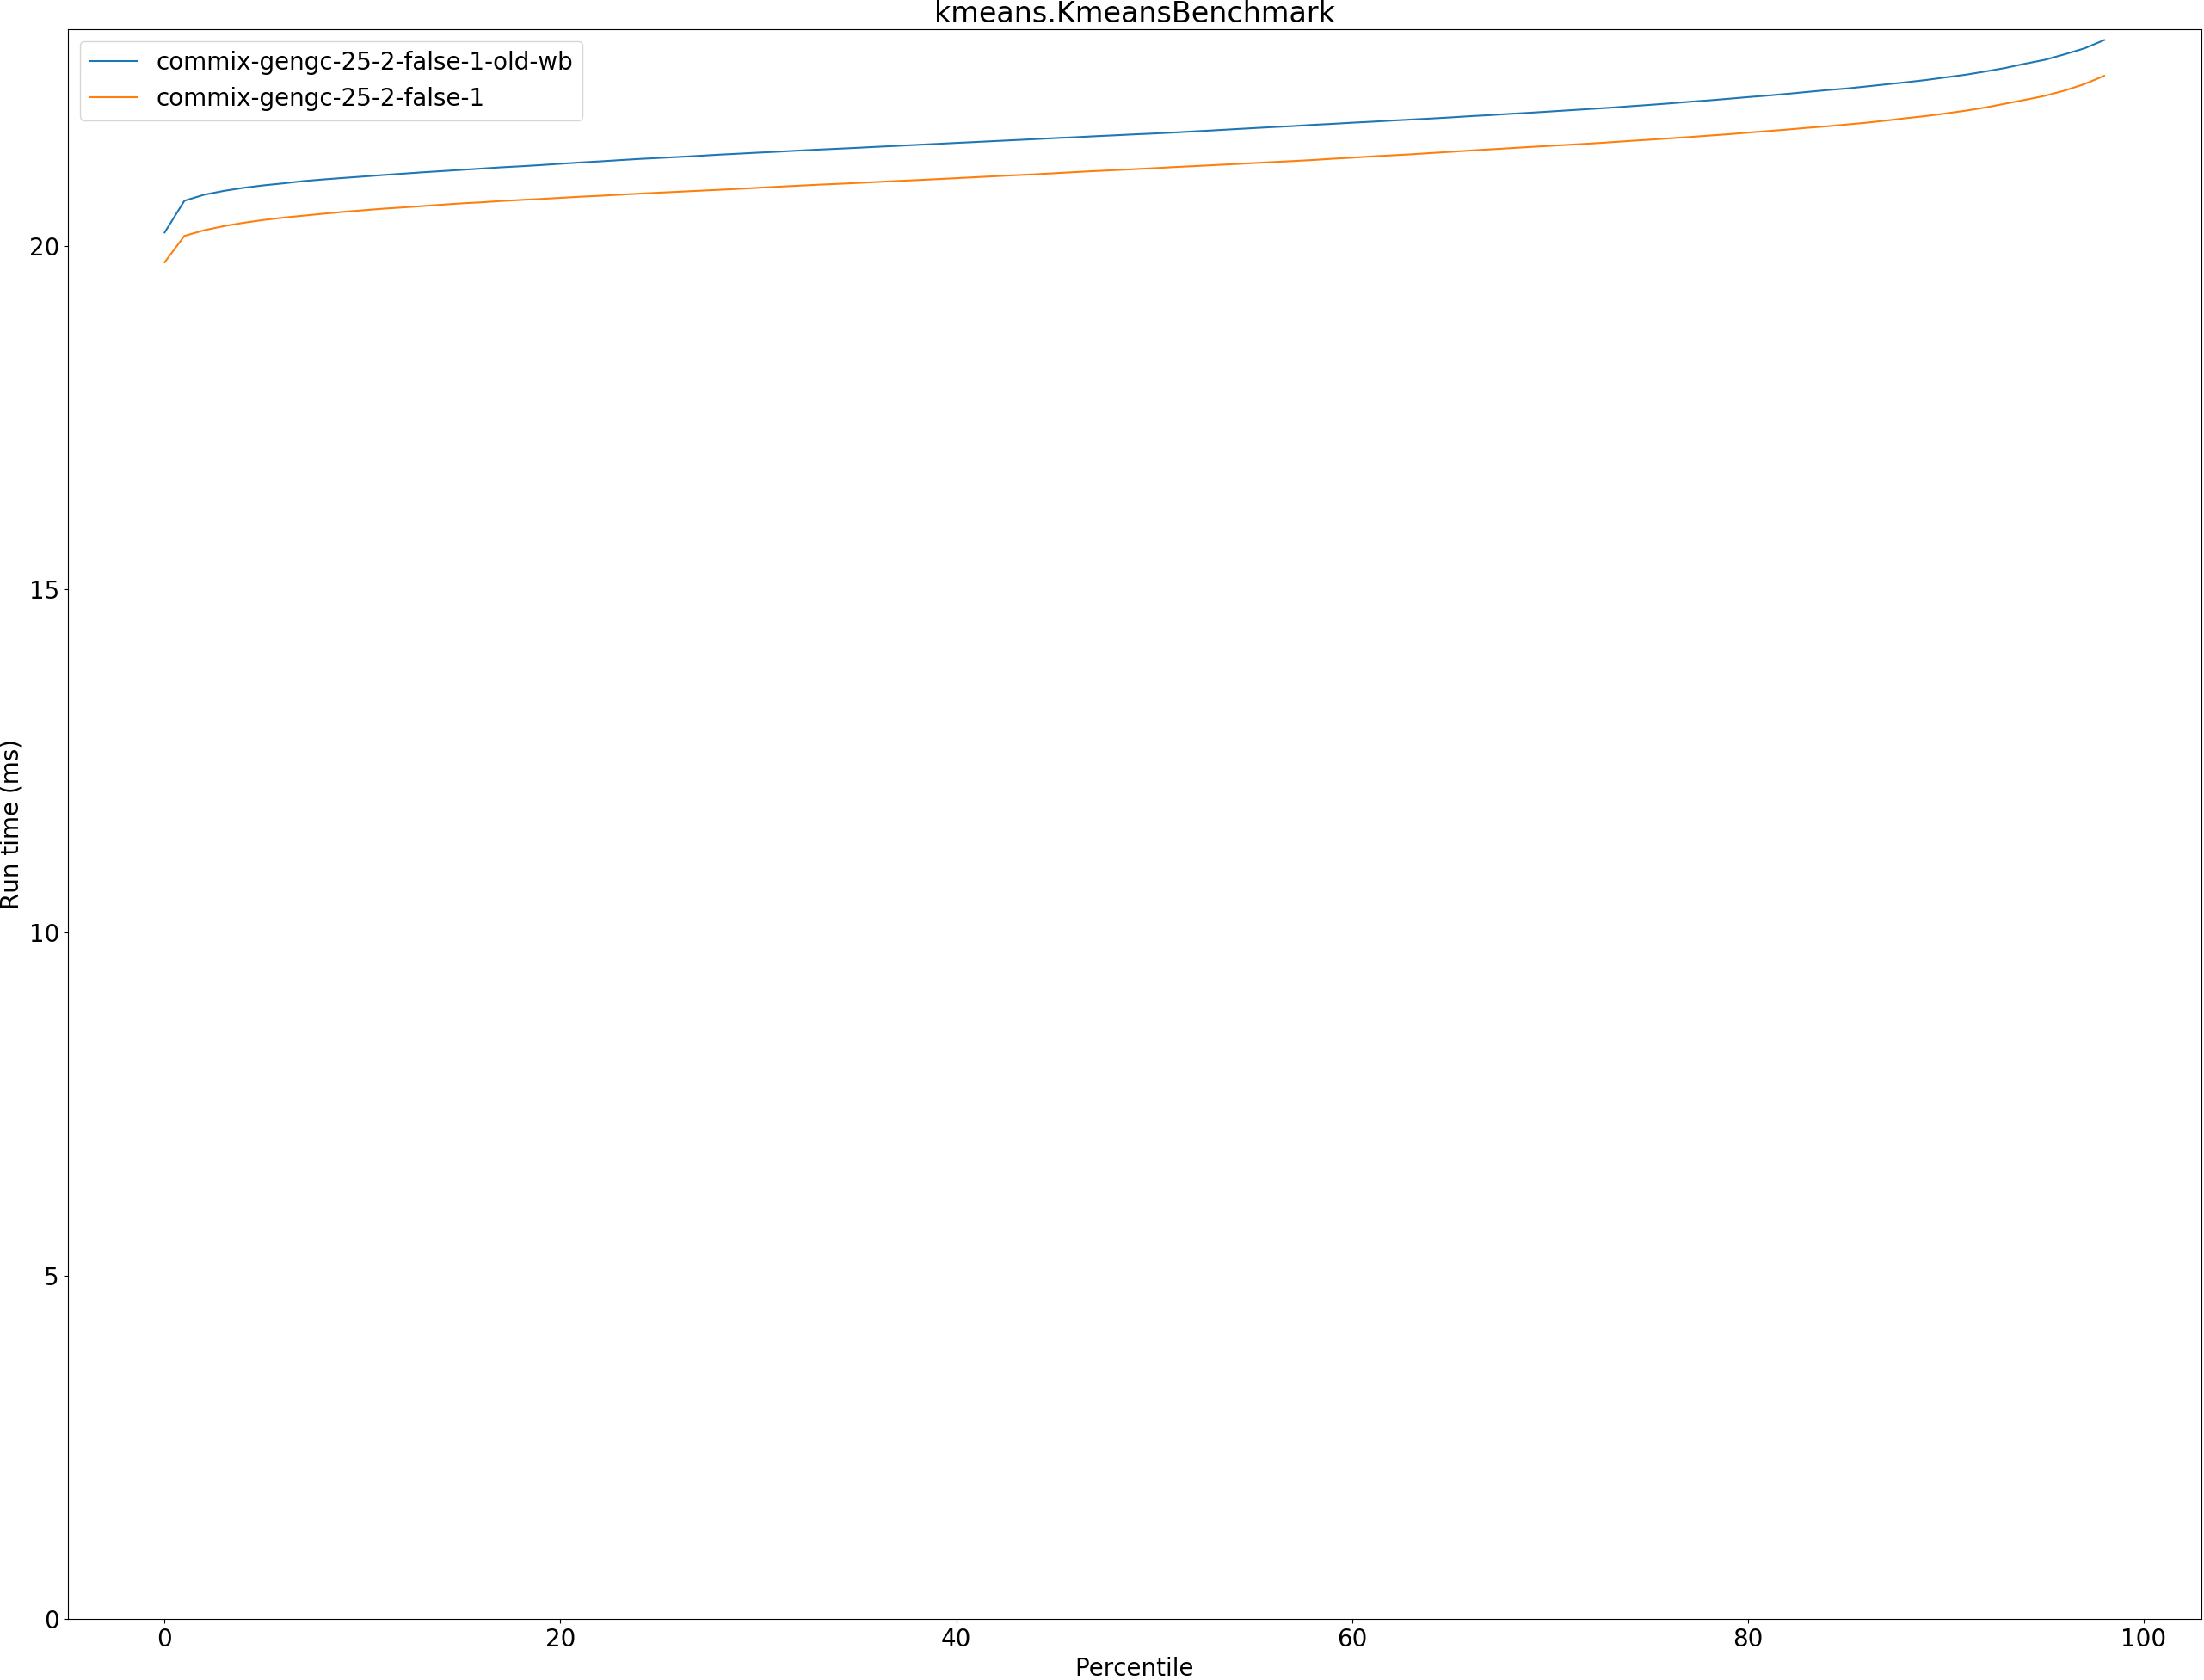 kmeans.KmeansBenchmark
commix-gengc-25-2-false-1-old-wb
commix-gengc-25-2-false-1
Run time (ms)
20
15
10
5
0
0 20 40 60 80 100
Percentile